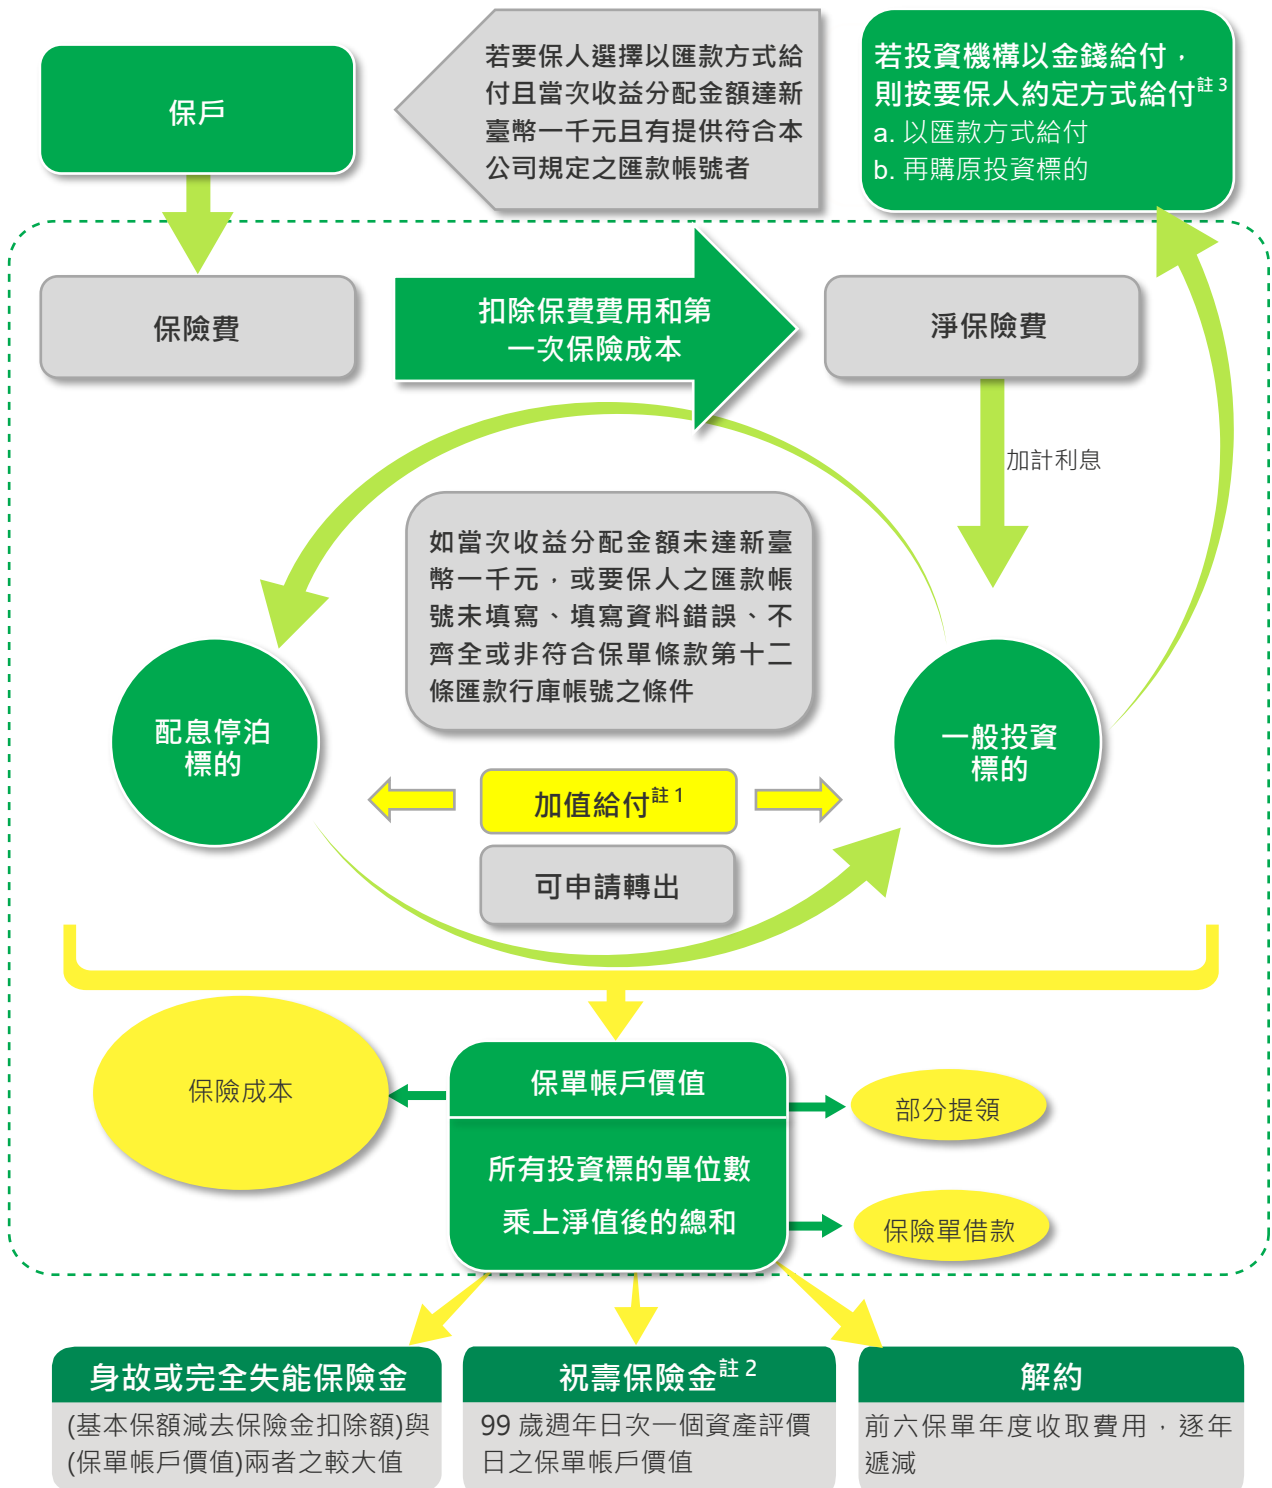 保戶
若要保人選擇以匯款方式給
付且當次收益分配金額達新
臺幣一千元且有提供符合本
公司規定之匯款帳號者
若投資機構以金錢給付，
則按要保人約定方式給付註3
a. 以匯款方式給付
b. 再購原投資標的
保險費
扣除保費費用和第
一次保險成本
淨保險費
加計利息
如當次收益分配金額未達新臺
幣一千元，或要保人之匯款帳
號未填寫、填寫資料錯誤、不
齊全或非符合保單條款第十二
條匯款行庫帳號之條件
配息停泊
標的
一般投資
標的
加值給付註1
可申請轉出
保險成本
保單帳戶價值
所有投資標的單位數
乘上淨值後的總和
部分提領
保險單借款
身故或完全失能保險金
(基本保額減去保險金扣除額)與
(保單帳戶價值)兩者之較大值
祝壽保險金註2
99 歲週年日次一個資產評價
日之保單帳戶價值
解約
前六保單年度收取費用，逐年
遞減